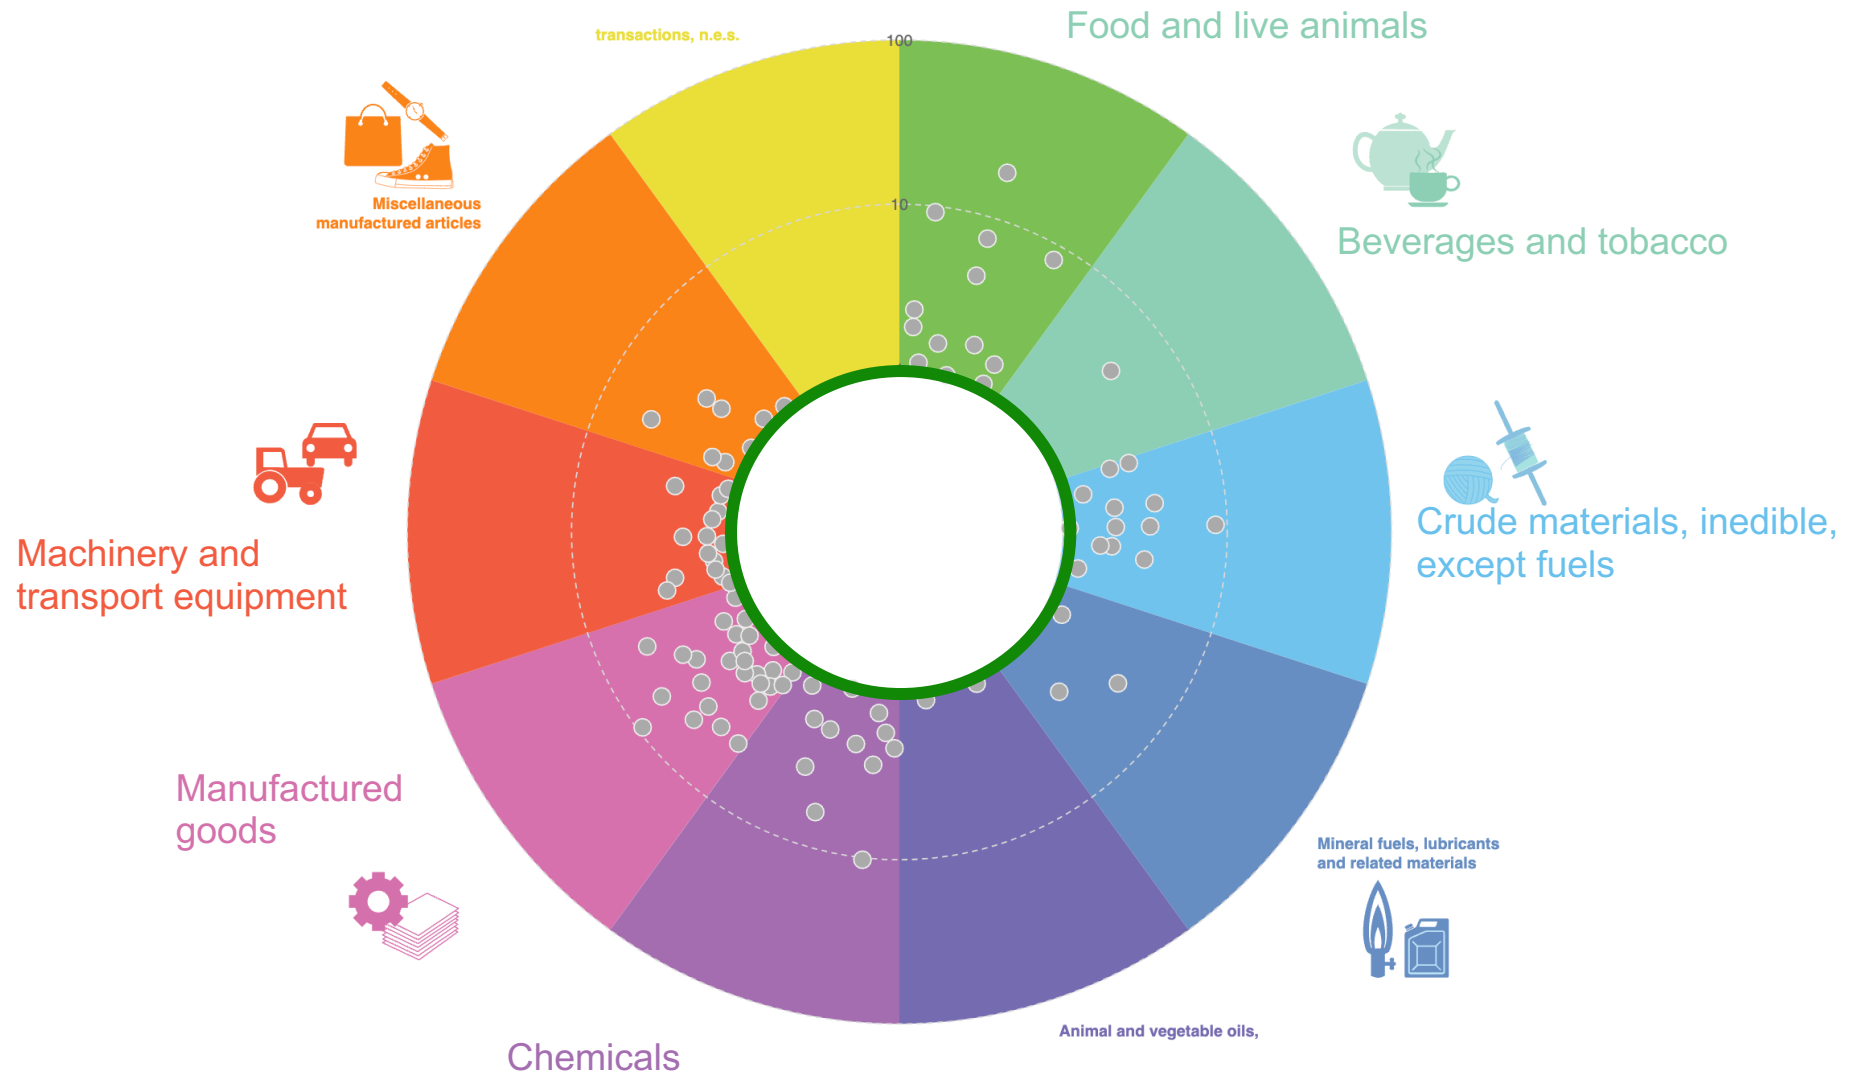 Food and live animals
transactions, n.e.s.
100
10
Miscellaneous
manufactured articles
Beverages and tobacco
Machinery and
transport equipment
Crude materials, inedible,
except fuels
Manufactured
goods
Mineral fuels, lubricants
and related materials
Animal and vegetable oils,
Chemicals